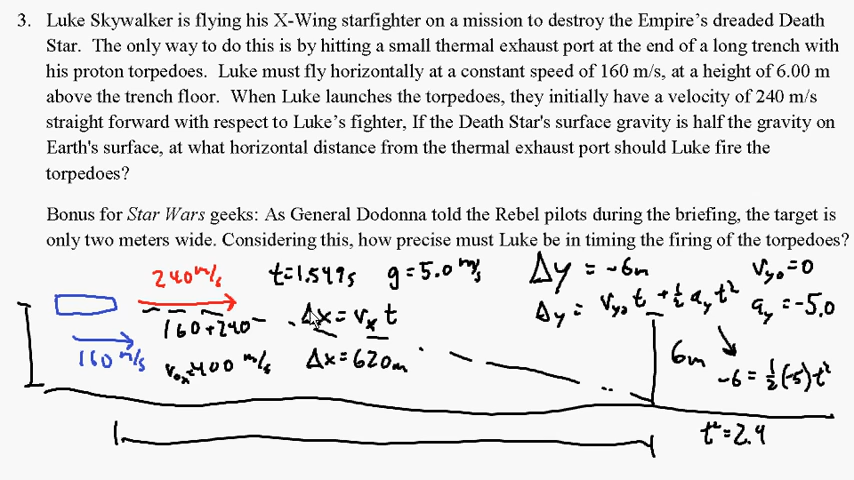 3. Luke Skywalker is flying his X-Wing starfighter on a mission to destroy the Empire's dreaded Death
Star. The only way to do this is by hitting a small thermal exhaust port at the end of a long trench with
his proton torpedoes. Luke must fly horizontally at a constant speed of 160 m/s, at a height of 6.00 m
above the trench floor. When Luke launches the torpedoes, they initially have a velocity of 240 m/s
straight forward with respect to Luke's fighter, If the Death Star's surface gravity is half the gravity on
Earth's surface, at what horizontal distance from the thermal exhaust port should Luke fire the
torpedoes?
Bonus for Star Wars geeks: As General Dodonna told the Rebel pilots during the briefing, the target is
only two meters wide. Considering this, how precise must Luke be in timing the firing of the torpedoes?
240 m/s
t=1.549s
g=5.0 m/s
Δy = -6m
Vyo=0
160+240
Δx = vx t
Δy = Vyo t + 1/2 ay t²
ay = -5.0
160 m/s
Vox=400 m/s
Δx=620m
6m
-6 = 1/2(-5)t²
t²=2.4